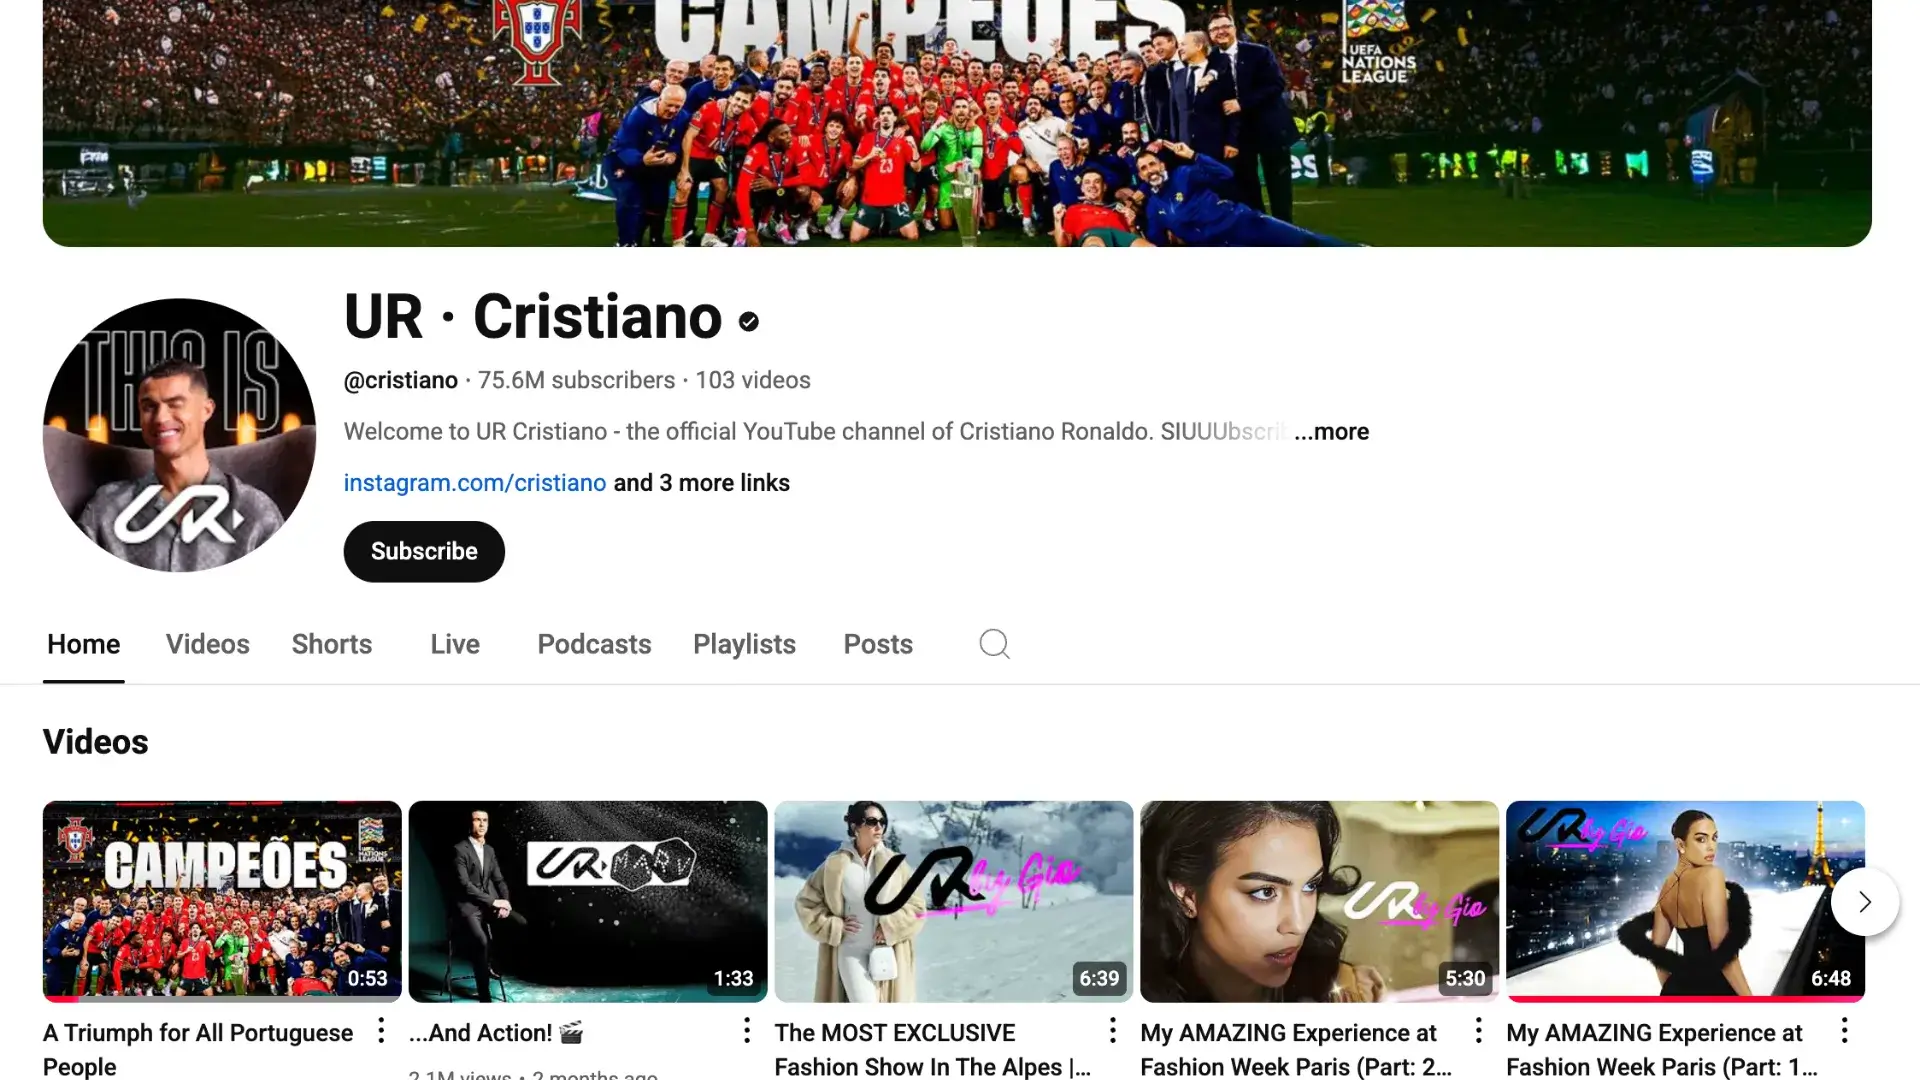 CAMPEÕES
UEFA
NATIONS
LEAGUE
23
THIS IS
UR
UR · Cristiano
@cristiano · 75.6M subscribers · 103 videos
Welcome to UR Cristiano - the official YouTube channel of Cristiano Ronaldo. SIUUUbscrib ...more
instagram.com/cristiano and 3 more links
Subscribe
Home Videos Shorts Live Podcasts Playlists Posts
Videos
CAMPEÕES
0:53
UR · MARV
1:33
UR by Gio
6:39
UR by Gio
5:30
UR by Gio
6:48
A Triumph for All Portuguese
People
...And Action! 🎬
2.1M views • 2 months ago
The MOST EXCLUSIVE
Fashion Show In The Alpes |...
My AMAZING Experience at
Fashion Week Paris (Part: 2...
My AMAZING Experience at
Fashion Week Paris (Part: 1...